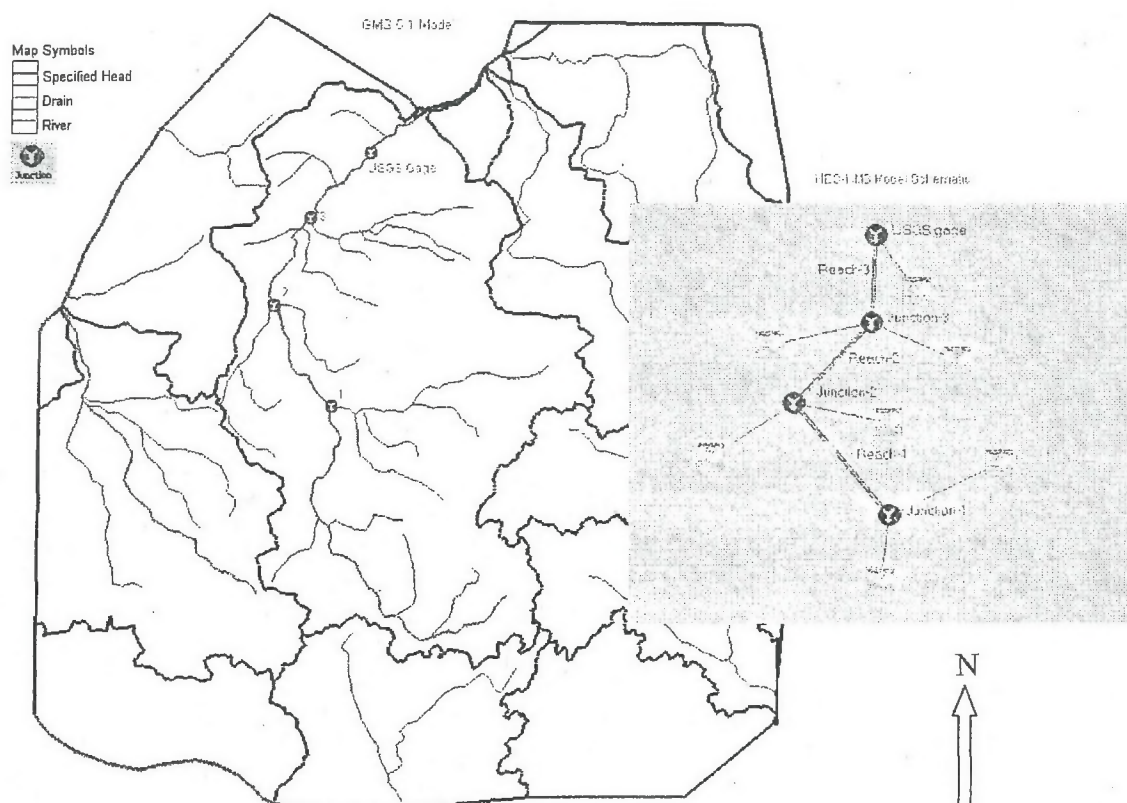 GMS 5.1 Model
Map Symbols
Specified Head
Drain
River
Junction
USGS Gage
3
2
1
HEC-HMS Model Schematic
USGS gage
Reach-3
Junction-3
Reach-2
Junction-2
Reach-1
Junction-1
N